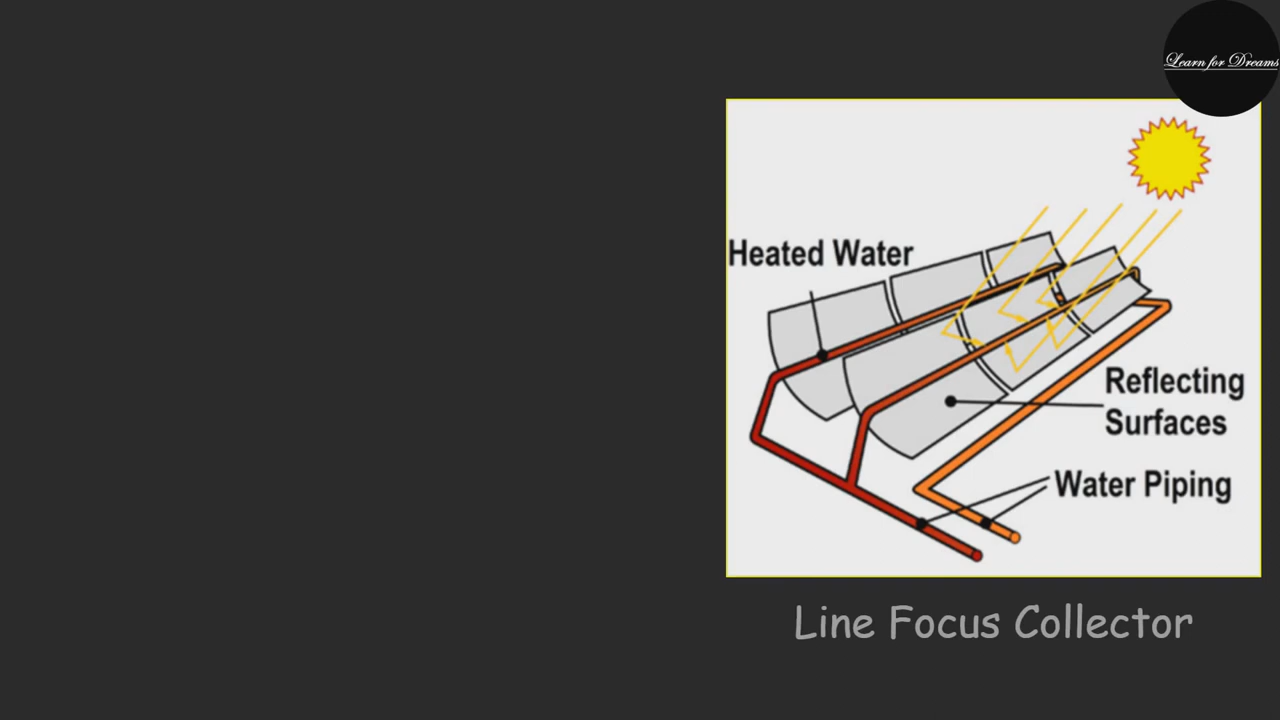 Learn for Dreams
Heated Water
Reflecting
Surfaces
Water Piping
Line Focus Collector